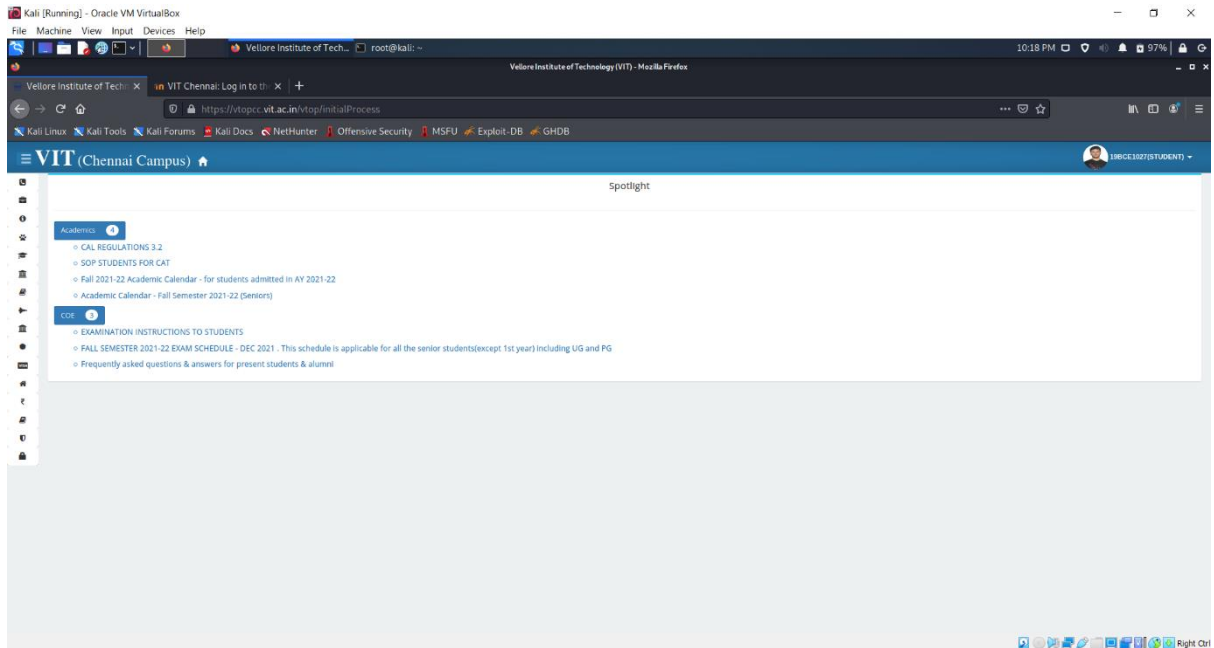 Kali [Running] - Oracle VM VirtualBox
File Machine View Input Devices Help
Vellore Institute of Tech... root@kali: ~ 10:18 PM 97%
Vellore Institute of Technology (VIT) - Mozilla Firefox
Vellore Institute of Tech VIT Chennai: Log in to th
https://vtopcc.vit.ac.in/vtop/initialProcess
Kali Linux Kali Tools Kali Forums Kali Docs NetHunter Offensive Security MSFU Exploit-DB GHDB
VIT (Chennai Campus) 19BCE1027(STUDENT)
Spotlight
Academics 4
CAL REGULATIONS 3.2
SOP STUDENTS FOR CAT
Fall 2021-22 Academic Calendar - for students admitted in AY 2021-22
Academic Calendar - Fall Semester 2021-22 (Seniors)
COE 3
EXAMINATION INSTRUCTIONS TO STUDENTS
FALL SEMESTER 2021-22 EXAM SCHEDULE - DEC 2021 . This schedule is applicable for all the senior students(except 1st year) including UG and PG
Frequently asked questions & answers for present students & alumni
Right Ctrl